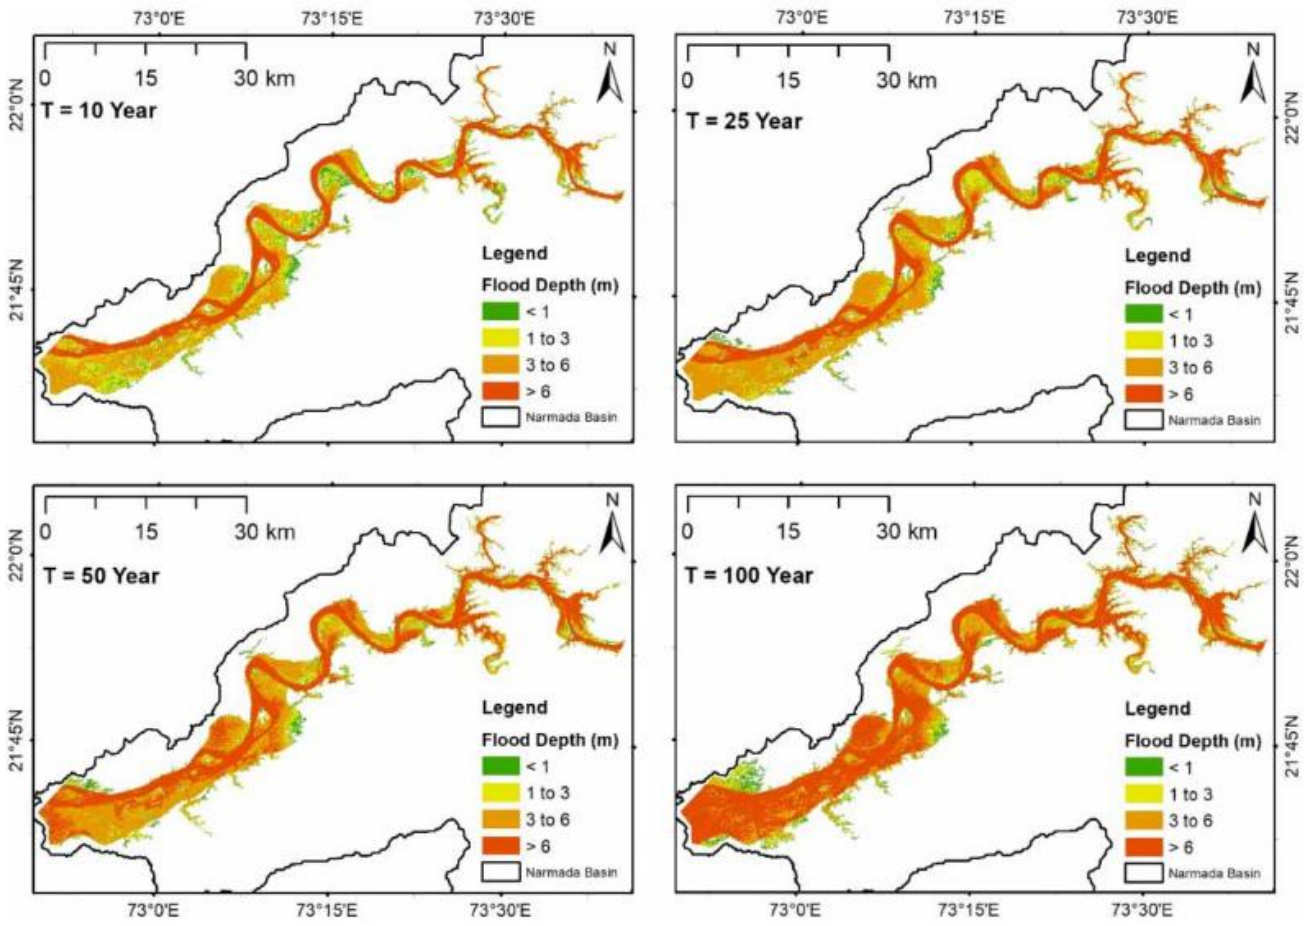 73°0'E 73°15'E 73°30'E
73°0'E 73°15'E 73°30'E
0 15 30 km
N
T = 10 Year
22°0'N
21°45'N
Legend
Flood Depth (m)
< 1
1 to 3
3 to 6
> 6
Narmada Basin
0 15 30 km
N
T = 25 Year
22°0'N
21°45'N
Legend
Flood Depth (m)
< 1
1 to 3
3 to 6
> 6
Narmada Basin
0 15 30 km
N
T = 50 Year
22°0'N
21°45'N
Legend
Flood Depth (m)
< 1
1 to 3
3 to 6
> 6
Narmada Basin
0 15 30 km
N
T = 100 Year
22°0'N
21°45'N
Legend
Flood Depth (m)
< 1
1 to 3
3 to 6
> 6
Narmada Basin
73°0'E 73°15'E 73°30'E
73°0'E 73°15'E 73°30'E